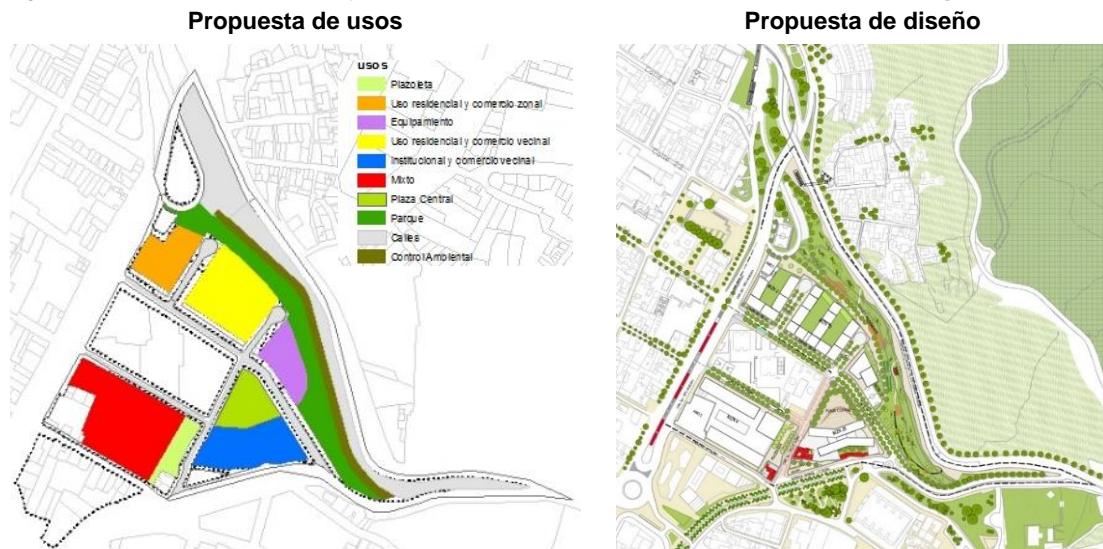 Propuesta de usos
Propuesta de diseño
USOS
Plazoleta
Uso residencial y comercio zonal
Equipamiento
Uso residencial y comercio vecinal
Institucional y comercio vecinal
Mixto
Plaza Central
Parque
Calles
Control Ambiental